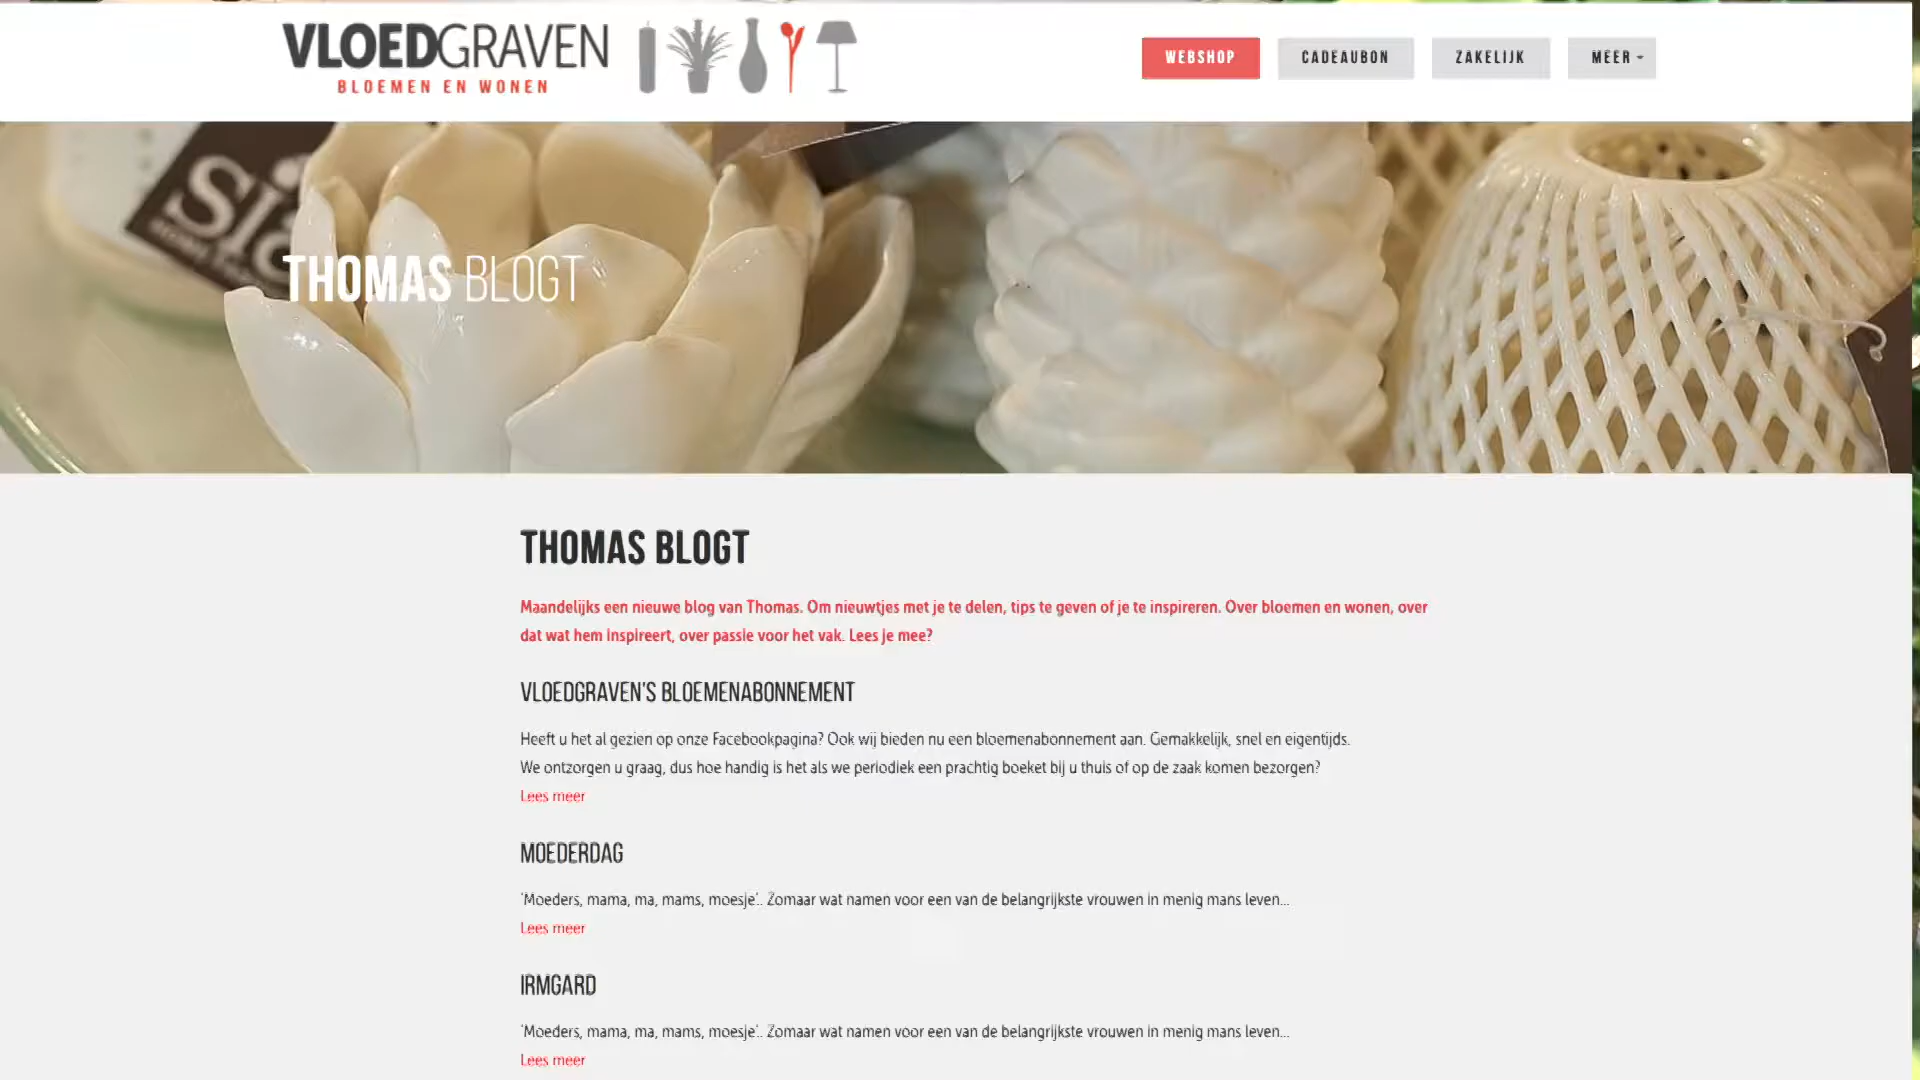 VLOEDGRAVEN
BLOEMEN EN WONEN
WEBSHOP
CADEAUBON
ZAKELIJK
MEER
THOMAS BLOGT
THOMAS BLOGT
Maandelijks een nieuwe blog van Thomas. Om nieuwtjes met je te delen, tips te geven of je te inspireren. Over bloemen en wonen, over
dat wat hem inspireert, over passie voor het vak. Lees je mee?
VLOEDGRAVEN'S BLOEMENABONNEMENT
Heeft u het al gezien op onze Facebookpagina? Ook wij bieden nu een bloemenabonnement aan. Gemakkelijk, snel en eigentijds.
We ontzorgen u graag, dus hoe handig is het als we periodiek een prachtig boeket bij u thuis of op de zaak komen bezorgen?
Lees meer
MOEDERDAG
'Moeders, mama, ma, mams, moesje'.. Zomaar wat namen voor een van de belangrijkste vrouwen in menig mans leven...
Lees meer
IRMGARD
'Moeders, mama, ma, mams, moesje'.. Zomaar wat namen voor een van de belangrijkste vrouwen in menig mans leven...
Lees meer